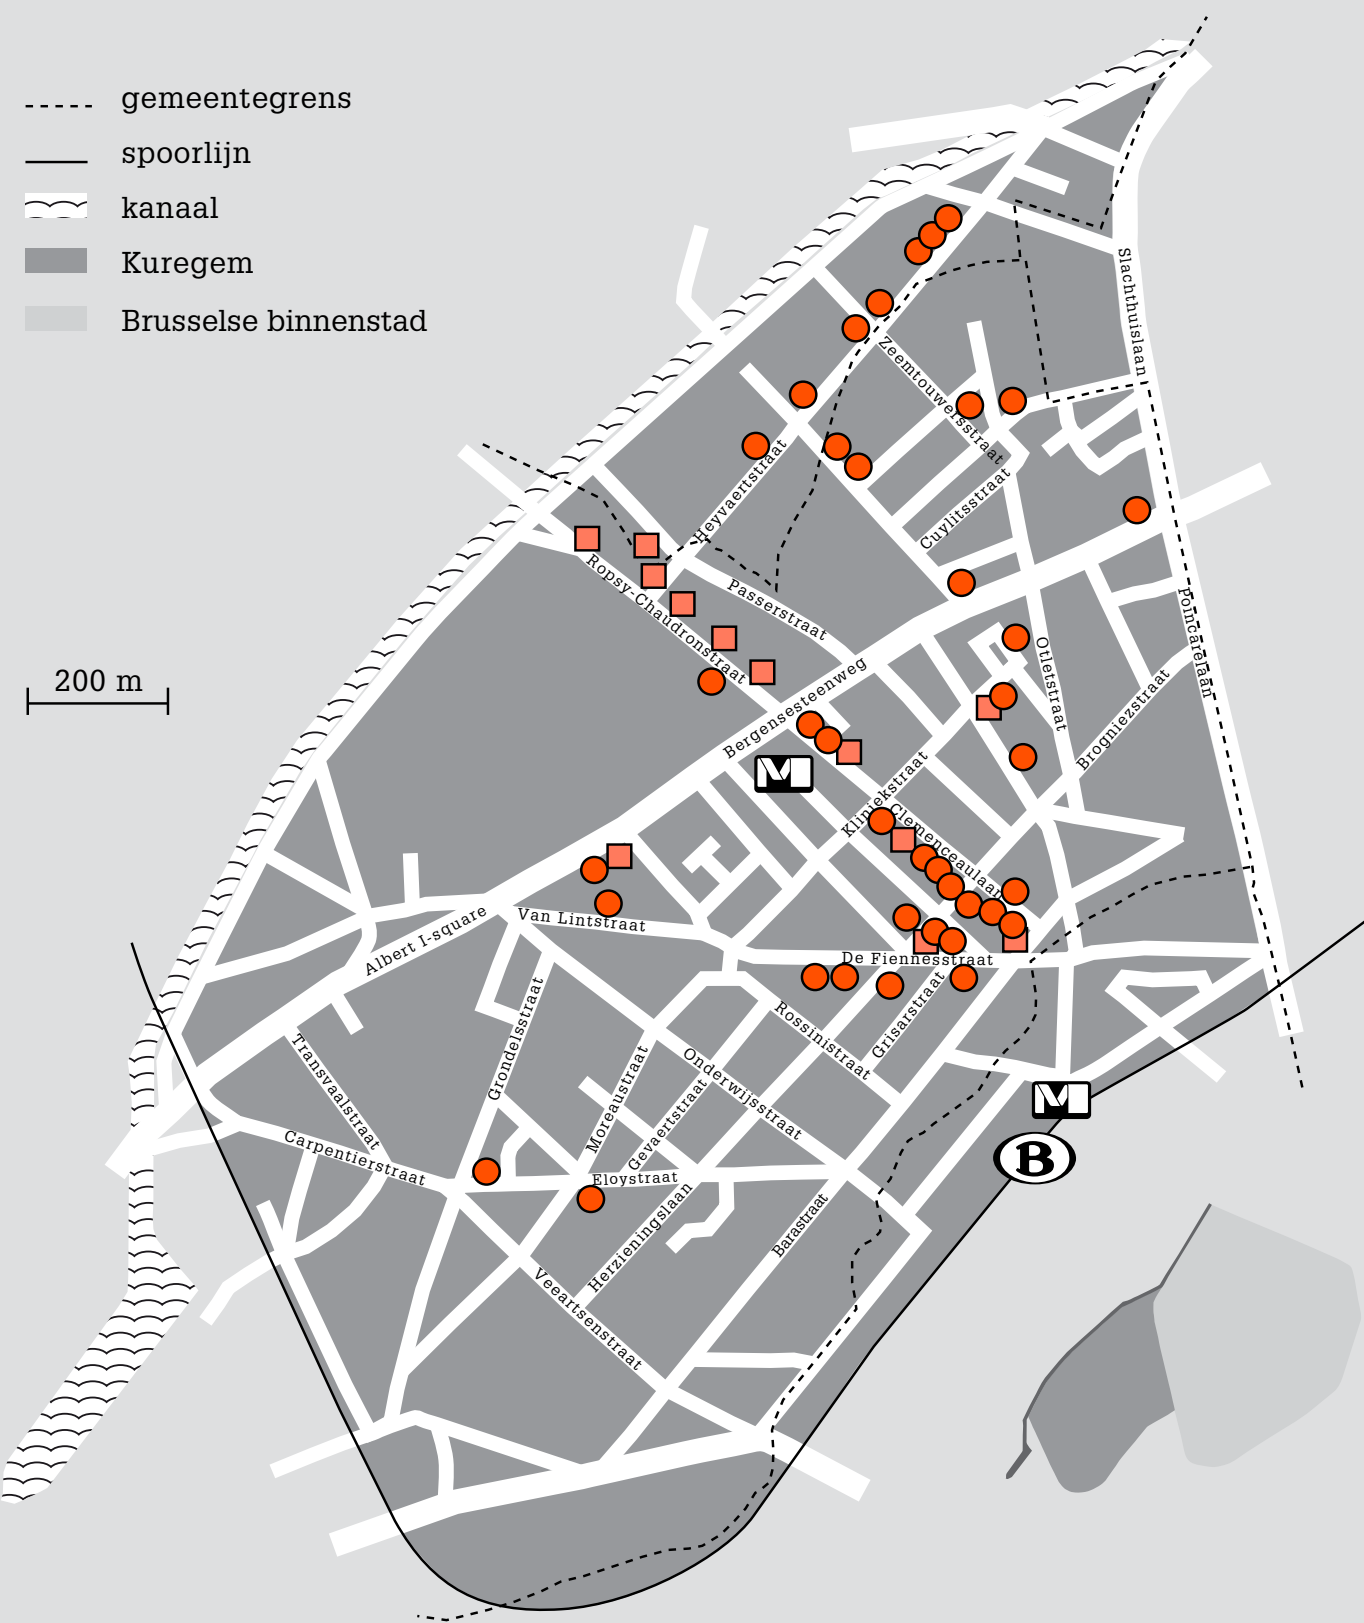 gemeentegrens
spoorlijn
kanaal
Kuregem
Brusselse binnenstad
200 m
Slachthuislaan
Zeemtouwersstraat
Heyvaertstraat
Cuylitsstraat
Ropsy-Chaudronstraat
Passerstraat
Poincarélaan
Otletstraat
Bergensesteenweg
Brogniezstraat
M
Kliniekstraat
Clemenceaulaan
Van Lintstraat
Albert I-square
De Fiennesstraat
Grondelsstraat
Rossinistraat
Grisarstraat
Transvaalstraat
Moreaustraat
Onderwijsstraat
Gevaertstraat
M
B
Carpentierstraat
Eloystraat
Herzieningslaan
Barastraat
Veeartsenstraat